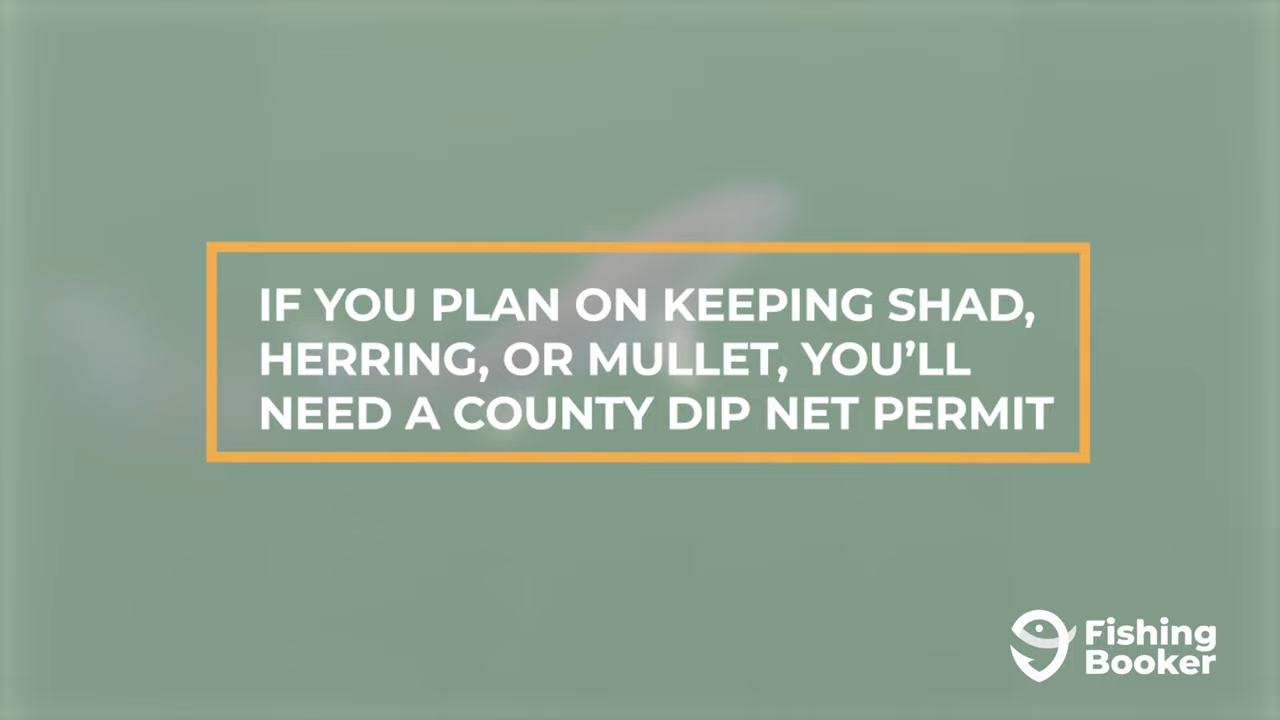 IF YOU PLAN ON KEEPING SHAD,
HERRING, OR MULLET, YOU’LL
NEED A COUNTY DIP NET PERMIT
Fishing
Booker